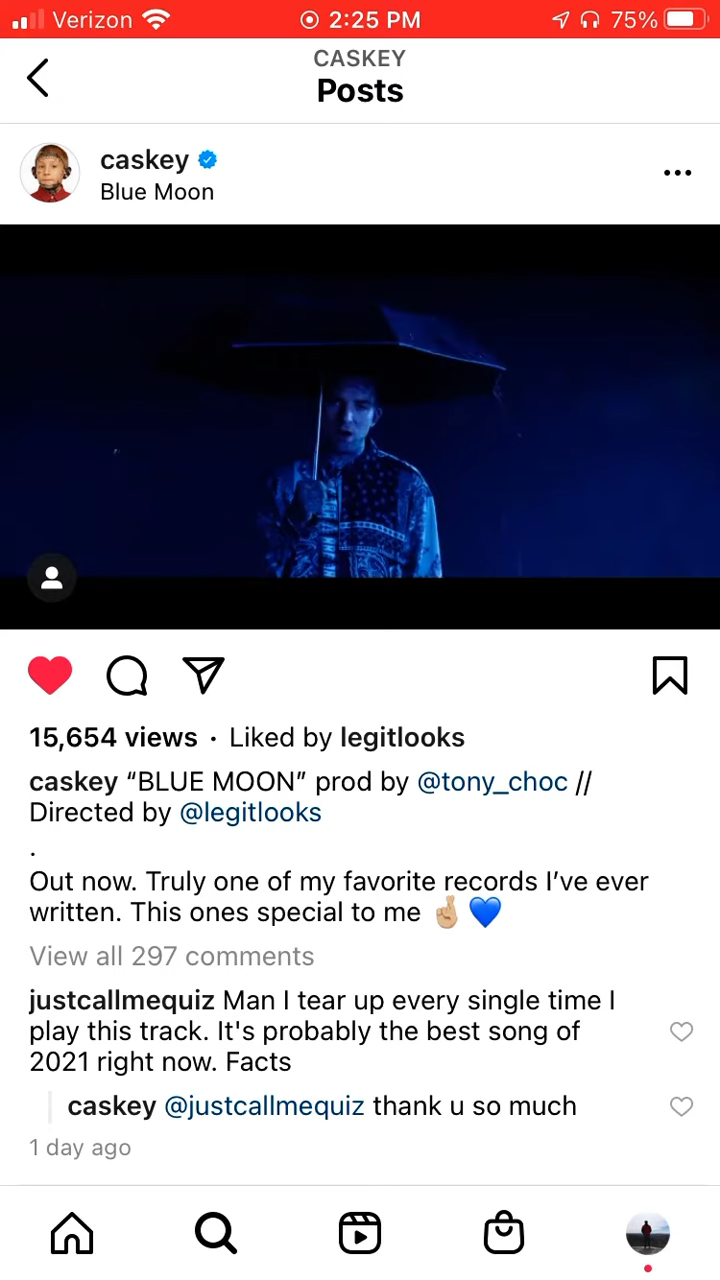 Verizon 2:25 PM 75%
CASKEY
Posts
caskey
Blue Moon
15,654 views · Liked by legitlooks
caskey “BLUE MOON” prod by @tony_choc //
Directed by @legitlooks
.
Out now. Truly one of my favorite records I’ve ever
written. This ones special to me 🤞🏼💙
View all 297 comments
justcallmequiz Man I tear up every single time I
play this track. It's probably the best song of
2021 right now. Facts
caskey @justcallmequiz thank u so much
1 day ago